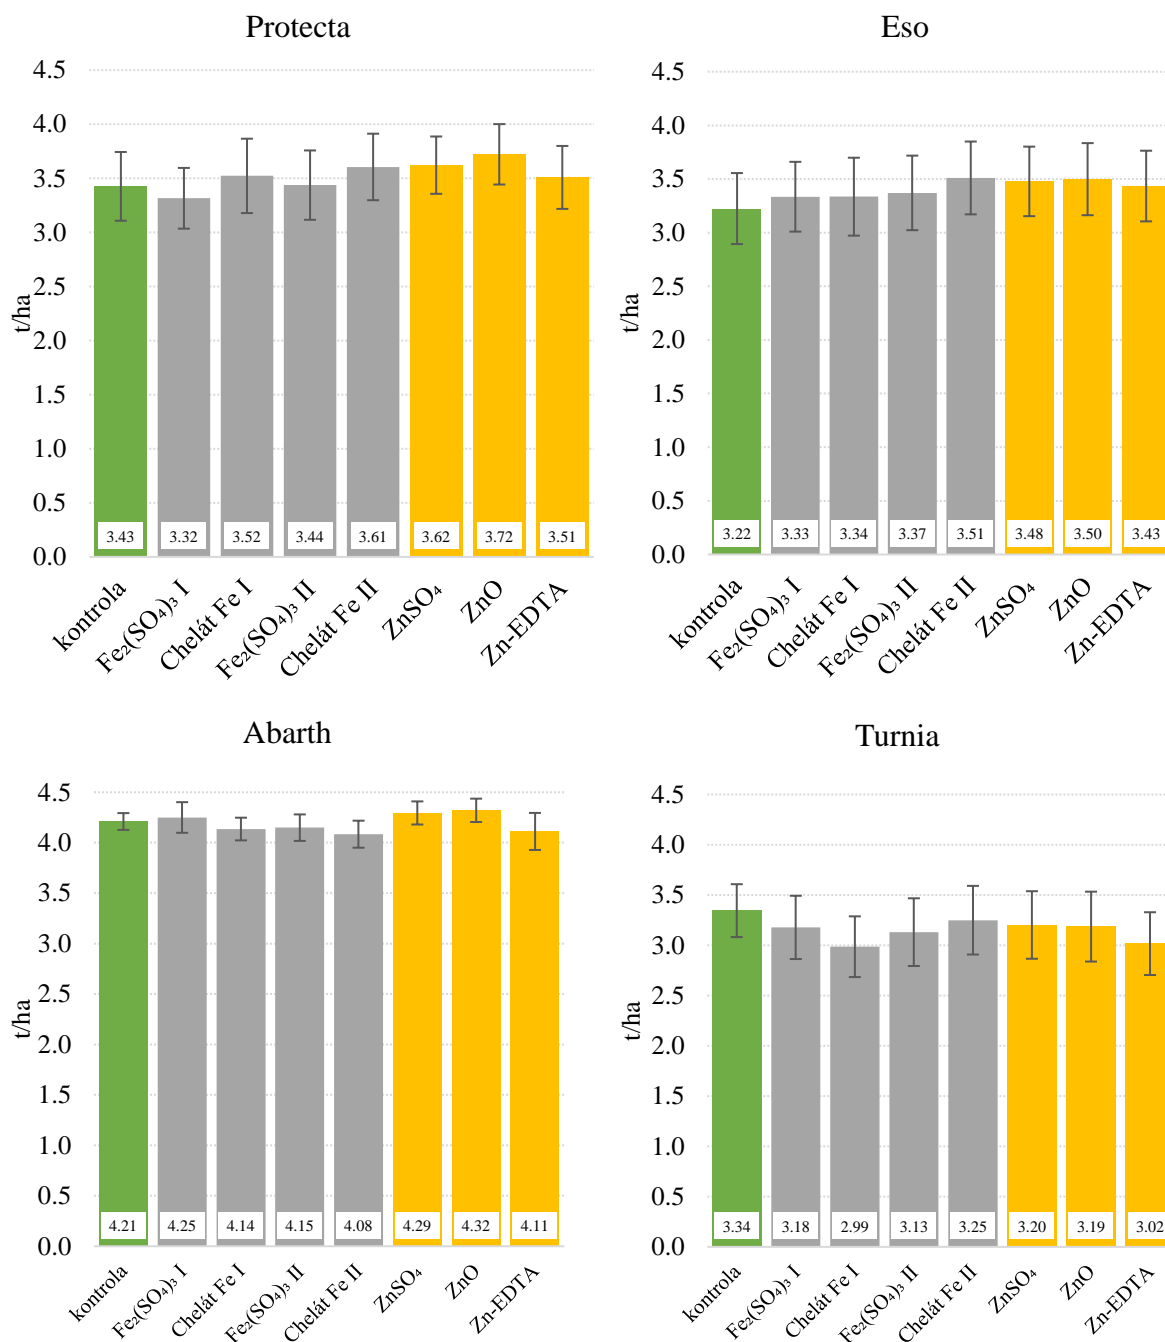 Protecta
4.5
4.0
3.5
3.0
2.5
2.0
1.5
1.0
0.5
0.0
t/ha
3.43 3.32 3.52 3.44 3.61 3.62 3.72 3.51
kontrola
Fe₂(SO₄)₃ I
Chelát Fe I
Fe₂(SO₄)₃ II
Chelát Fe II
ZnSO₄
ZnO
Zn-EDTA
Eso
4.5
4.0
3.5
3.0
2.5
2.0
1.5
1.0
0.5
0.0
t/ha
3.22 3.33 3.34 3.37 3.51 3.48 3.50 3.43
kontrola
Fe₂(SO₄)₃ I
Chelát Fe I
Fe₂(SO₄)₃ II
Chelát Fe II
ZnSO₄
ZnO
Zn-EDTA
Abarth
4.5
4.0
3.5
3.0
2.5
2.0
1.5
1.0
0.5
0.0
t/ha
4.21 4.25 4.14 4.15 4.08 4.29 4.32 4.11
kontrola
Fe₂(SO₄)₃ I
Chelát Fe I
Fe₂(SO₄)₃ II
Chelát Fe II
ZnSO₄
ZnO
Zn-EDTA
Turnia
4.5
4.0
3.5
3.0
2.5
2.0
1.5
1.0
0.5
0.0
t/ha
3.34 3.18 2.99 3.13 3.25 3.20 3.19 3.02
kontrola
Fe₂(SO₄)₃ I
Chelát Fe I
Fe₂(SO₄)₃ II
Chelát Fe II
ZnSO₄
ZnO
Zn-EDTA